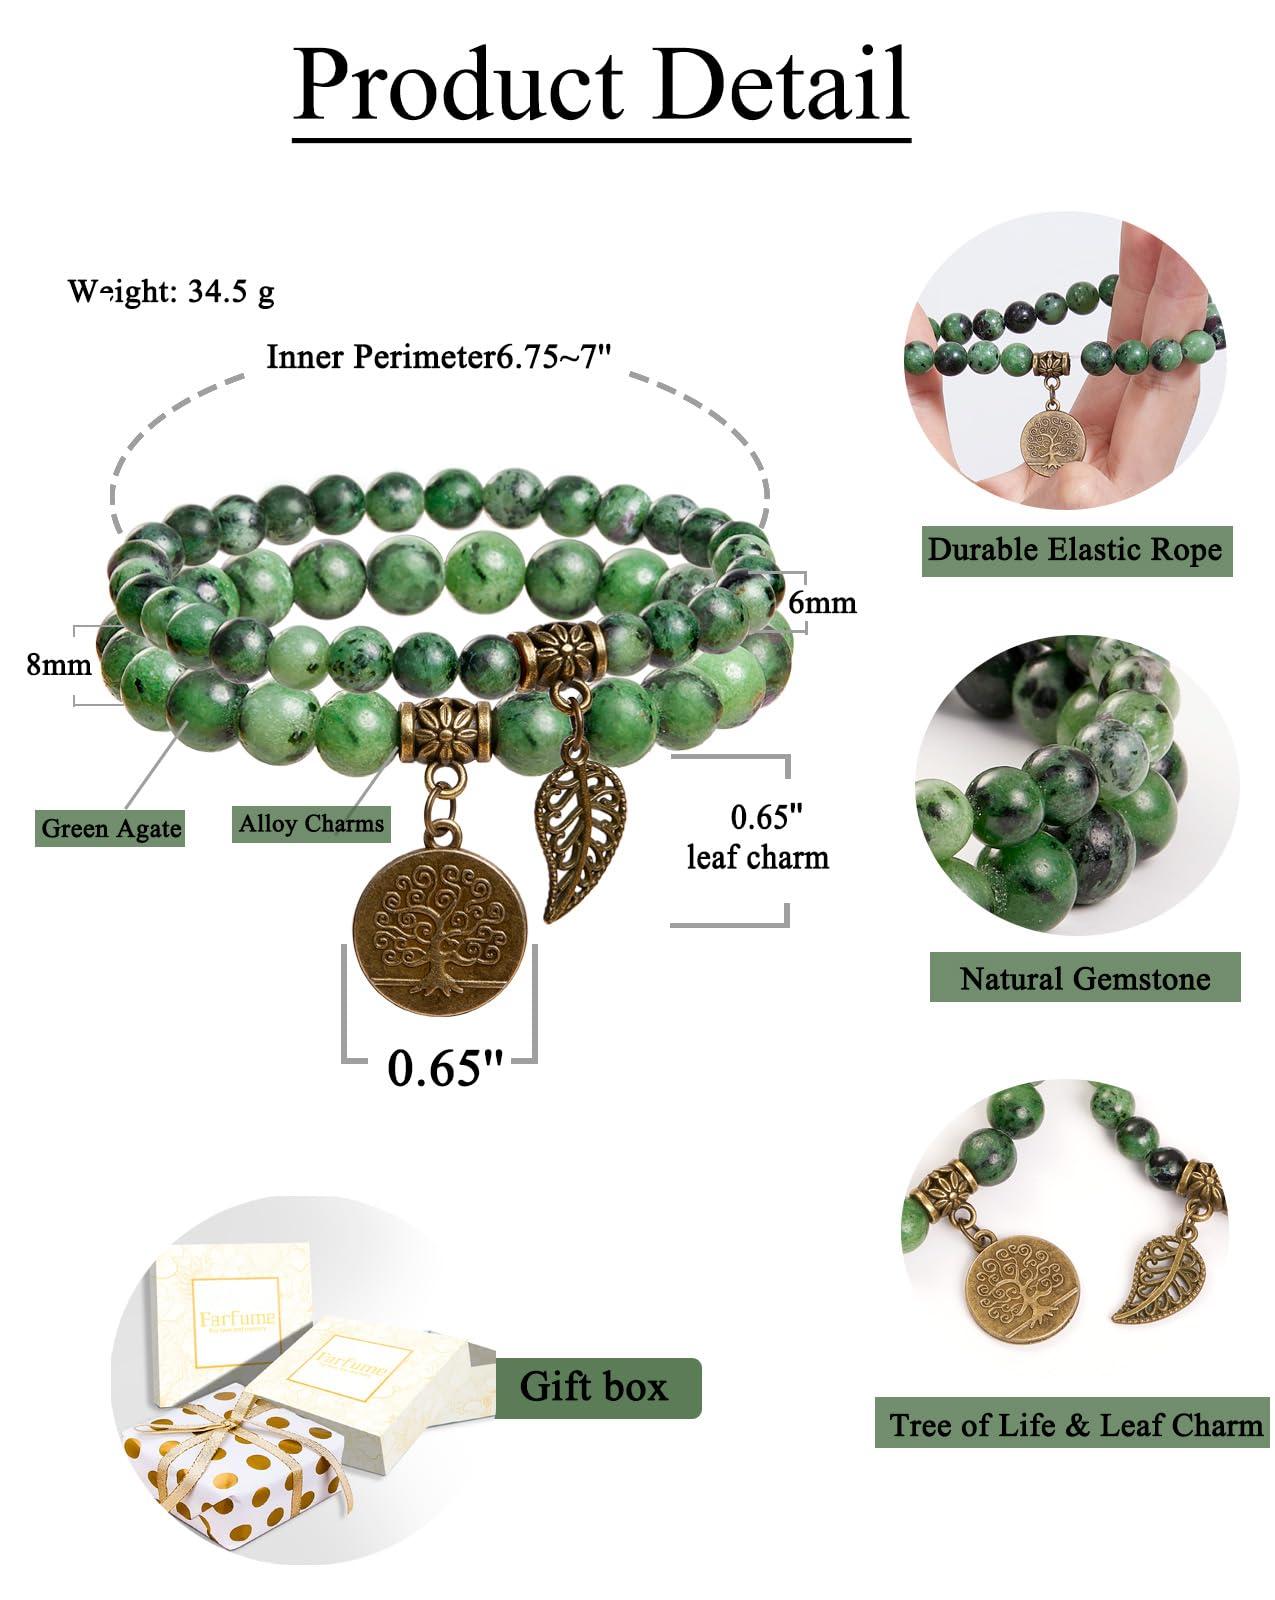 Product Detail
Weight: 34.5 g
Inner Perimeter6.75~7"
Durable Elastic Rope
6mm
8mm
Green Agate
Alloy Charms
0.65"
leaf charm
0.65"
Natural Gemstone
Farfume
Farfume
Gift box
Tree of Life & Leaf Charm